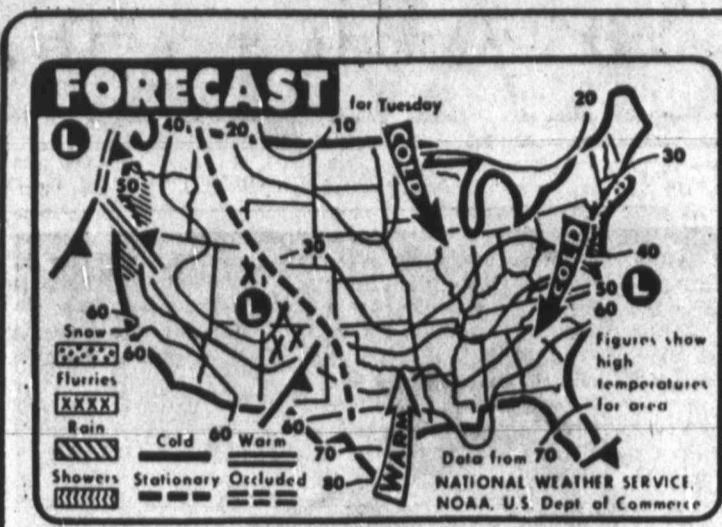 FORECAST
for Tuesday
L
40
20
10
20
COLD
30
50
30
COLD
40
50
L
60
L
60
60
Snow
Figures show
high
temperatures
for area
Flurries
XXXX
Rain
Cold
Warm
60
60
70
80
WARM
Data from
70
Showers
Stationary
Occluded
NATIONAL WEATHER SERVICE,
NOAA, U.S. Dept. of Commerce